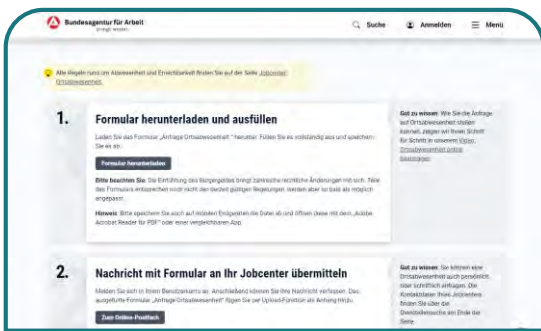 Bundesagentur für Arbeit
bringt weiter.
Suche
Anmelden
Menü
Alle Regeln rund um Abwesenheit und Erreichbarkeit finden Sie auf der Seite Jobcenter:
Ortsabwesenheit.
1.
Formular herunterladen und ausfüllen
Laden Sie das Formular „Anfrage Ortsabwesenheit“ herunter. Füllen Sie es vollständig aus und speichern
Sie es ab.
Formular herunterladen
Bitte beachten Sie: Die Einführung des Bürgergeldes bringt zahlreiche rechtliche Änderungen mit sich. Teile
des Formulars entsprechen noch nicht den derzeit gültigen Regelungen, werden aber so bald als möglich
angepasst.
Hinweis: Bitte speichern Sie auch auf mobilen Endgeräten die Datei ab und öffnen diese mit dem „Adobe
Acrobat Reader für PDF“ oder einer vergleichbaren App.
Gut zu wissen: Wie Sie die Anfrage
auf Ortsabwesenheit stellen
können, zeigen wir Ihnen Schritt
für Schritt in unserem Video:
Ortsabwesenheit online
beantragen
2.
Nachricht mit Formular an Ihr Jobcenter übermitteln
Melden Sie sich in Ihrem Benutzerkonto an. Anschließend können Sie Ihre Nachricht verfassen. Das
ausgefüllte Formular „Anfrage Ortsabwesenheit“ fügen Sie per Upload-Funktion als Anhang hinzu.
Zum Online-Postfach
Gut zu wissen: Sie können eine
Ortsabwesenheit auch persönlich
oder schriftlich anfragen. Die
Kontaktdaten Ihres Jobcenters
finden Sie über die
Dienststellensuche am Ende der
Seite.